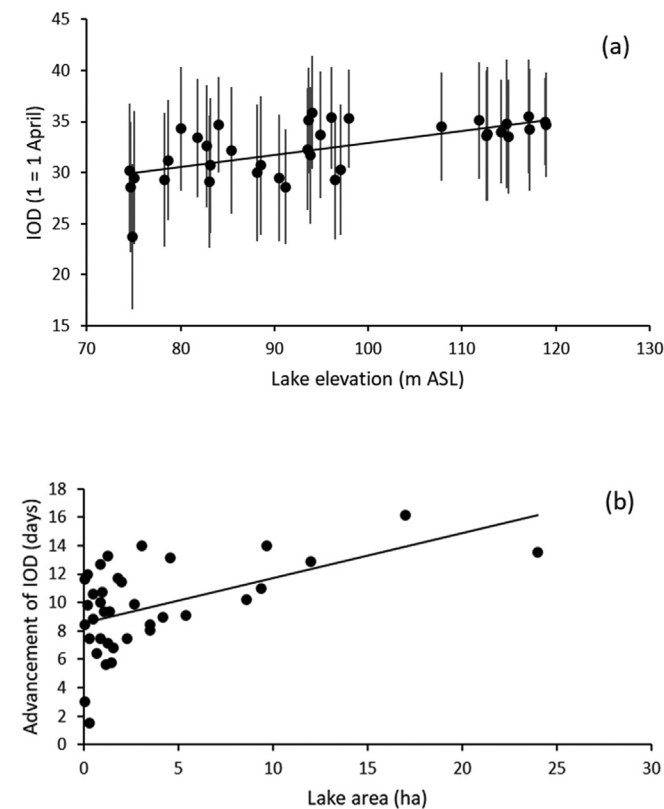 (a)
IOD (1 = 1 April)
45
40
35
30
25
20
15
70 80 90 100 110 120 130
Lake elevation (m ASL)
(b)
Advancement of IOD (days)
18
16
14
12
10
8
6
4
2
0
0 5 10 15 20 25 30
Lake area (ha)